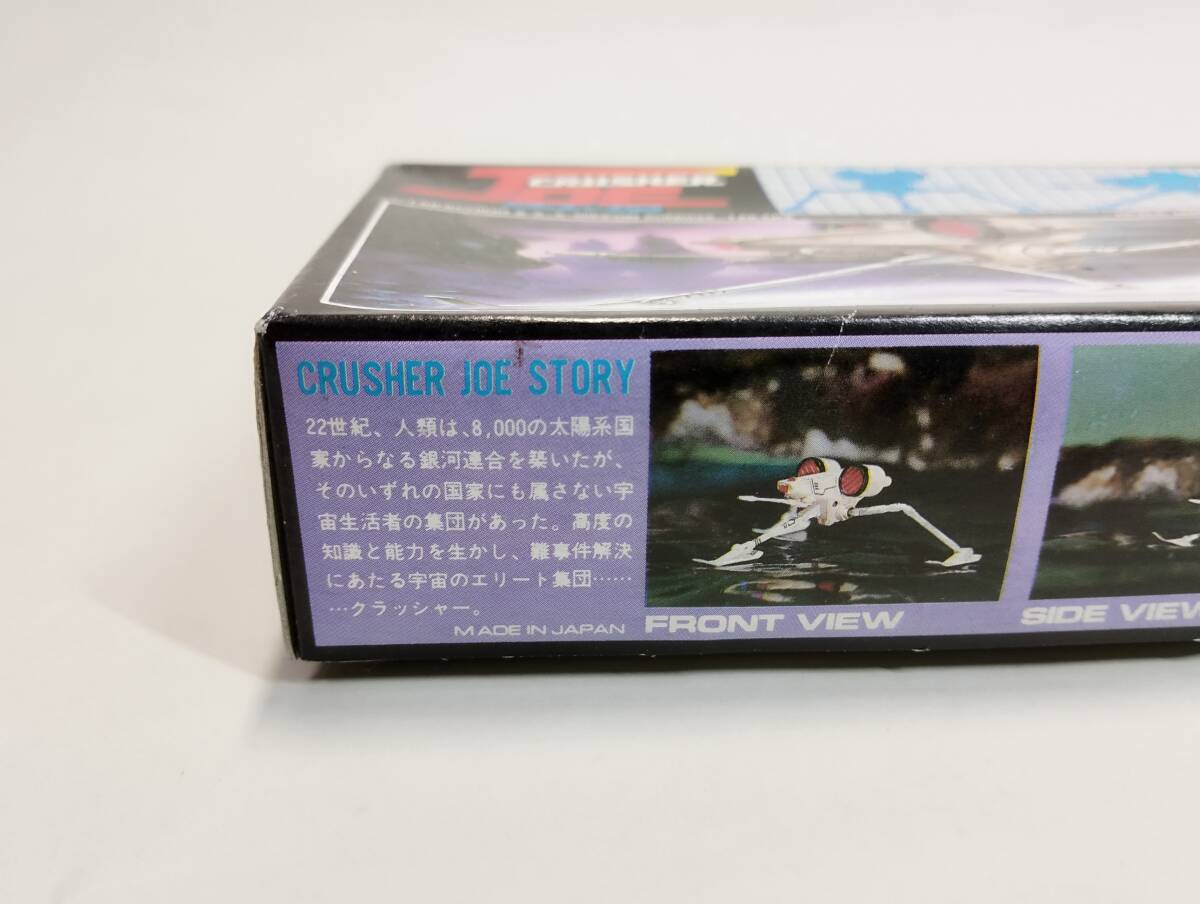 CRUSHER
JOE
CRUSHER JOE STORY
22世紀、人類は、8,000の太陽系国
家からなる銀河連合を築いたが、
そのいずれの国家にも属さない宇
宙生活者の集団があった。高度の
知識と能力を生かし、難事件解決
にあたる宇宙のエリート集団……
…クラッシャー。
MADE IN JAPAN
FRONT VIEW
SIDE VIEW